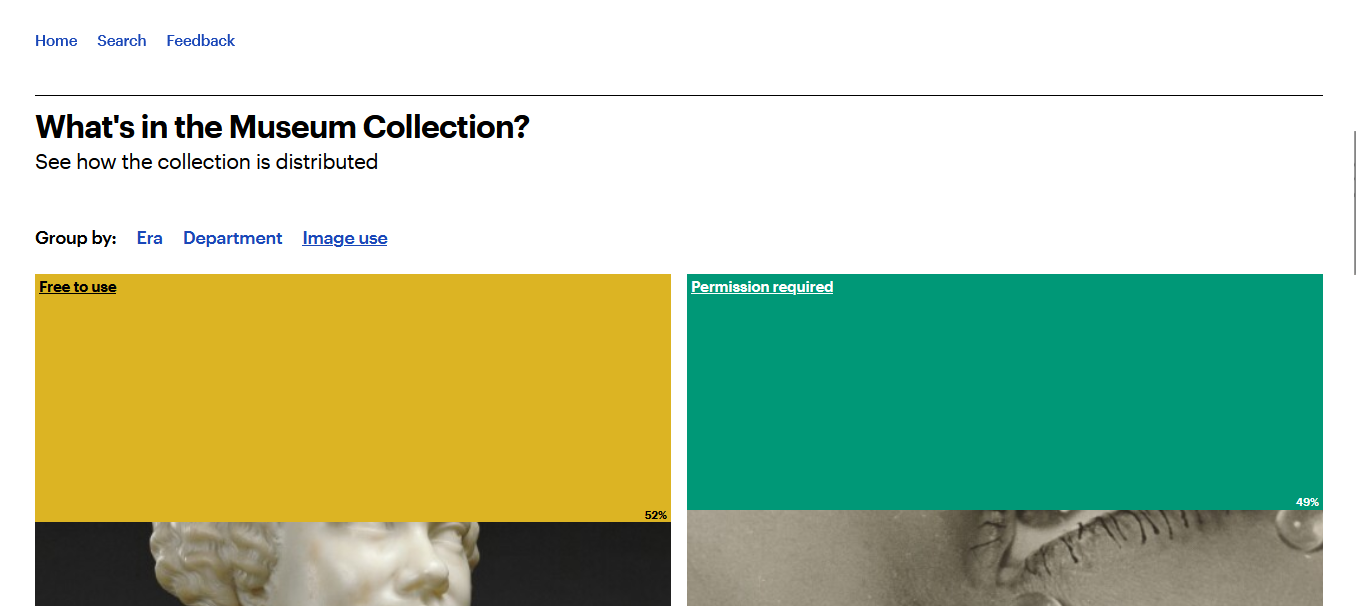 Home Search Feedback
What's in the Museum Collection?
See how the collection is distributed
Group by: Era Department Image use
Free to use
52%
Permission required
49%